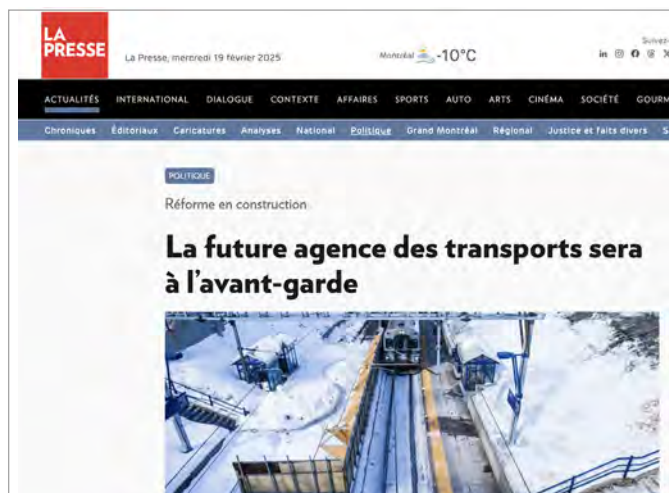 LA
PRESSE
La Presse, mercredi 19 février 2025
Montréal -10°C
ACTUALITÉS INTERNATIONAL DIALOGUE CONTEXTE AFFAIRES SPORTS AUTO ARTS CINÉMA SOCIÉTÉ
Chroniques Éditoriaux Caricatures Analyses National Politique Grand Montréal Régional Justice et faits divers
POLITIQUE
Réforme en construction
La future agence des transports sera
à l’avant-garde